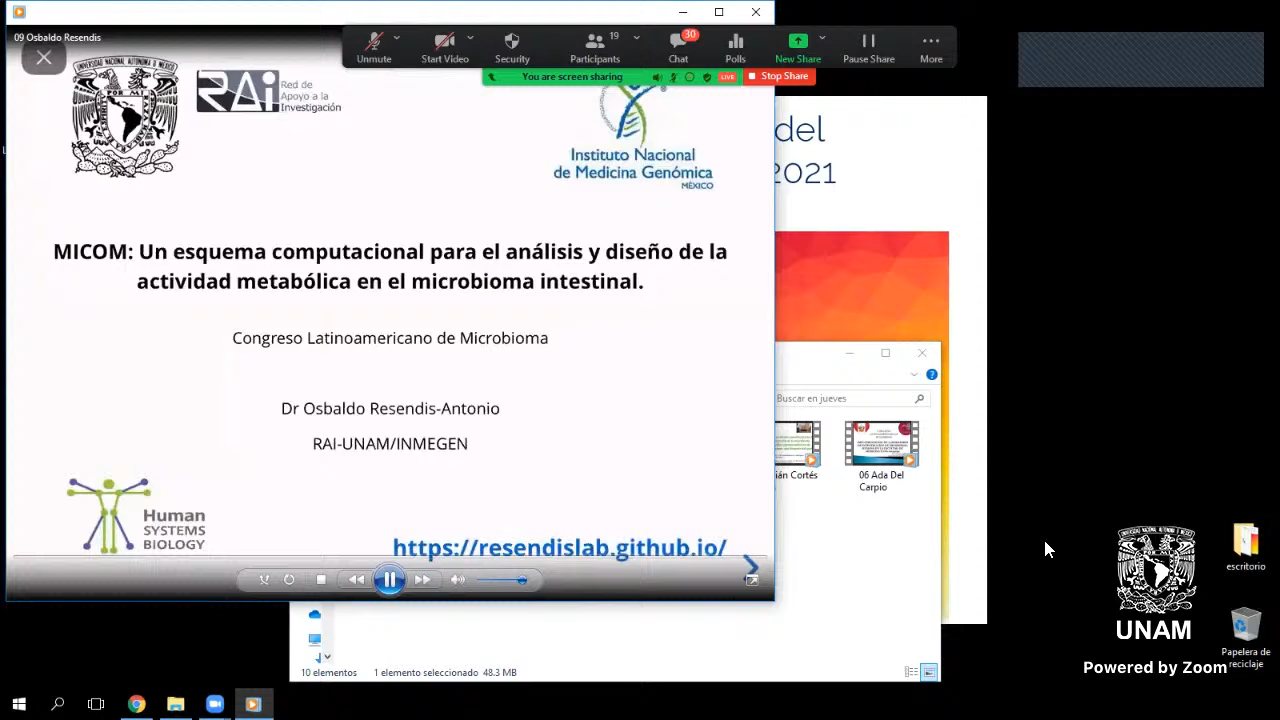 09 Osbaldo Resendis
Unmute
Start Video
Security
Participants
19
Chat
30
Polls
New Share
Pause Share
More
You are screen sharing
LIVE
Stop Share
RAi
Red de
Apoyo a la
Investigación
Instituto Nacional
de Medicina Genómica
MÉXICO
del
2021
MICOM: Un esquema computacional para el análisis y diseño de la
actividad metabólica en el microbioma intestinal.
Congreso Latinoamericano de Microbioma
Dr Osbaldo Resendis-Antonio
RAI-UNAM/INMEGEN
Human
SYSTEMS
BIOLOGY
https://resendislab.github.io/
Buscar en jueves
ián Cortés
06 Ada Del
Carpio
10 elementos
1 elemento seleccionado 48.3 MB
escritorio
UNAM
Papelera de
reciclaje
Powered by Zoom